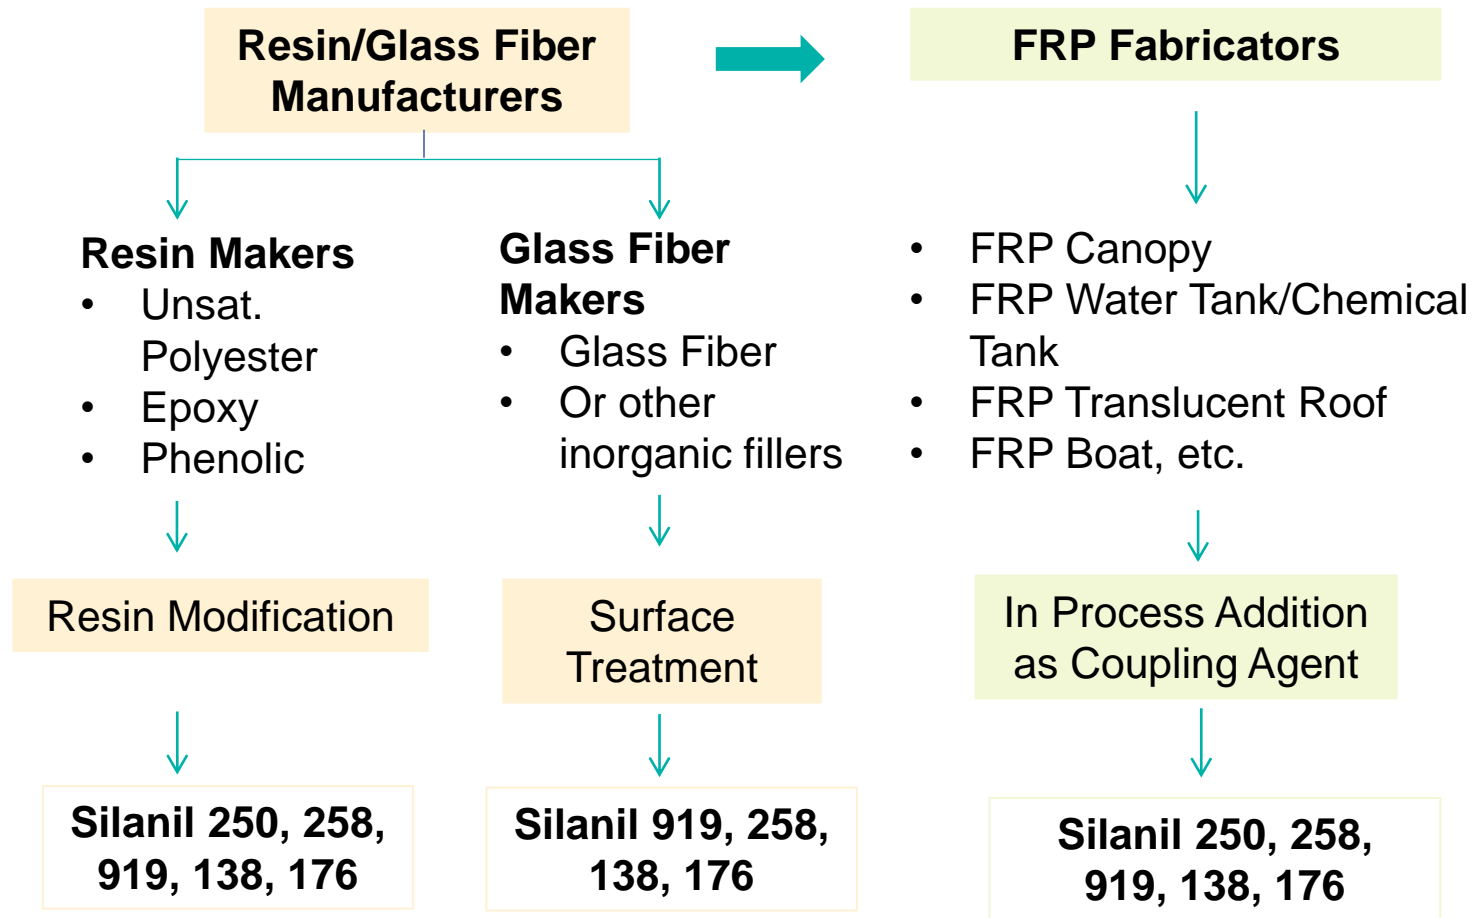 Resin/Glass Fiber
Manufacturers
FRP Fabricators
Resin Makers
• Unsat.
Polyester
• Epoxy
• Phenolic
Glass Fiber
Makers
• Glass Fiber
• Or other
inorganic fillers
• FRP Canopy
• FRP Water Tank/Chemical
Tank
• FRP Translucent Roof
• FRP Boat, etc.
Resin Modification
Surface
Treatment
In Process Addition
as Coupling Agent
Silanil 250, 258,
919, 138, 176
Silanil 919, 258,
138, 176
Silanil 250, 258,
919, 138, 176